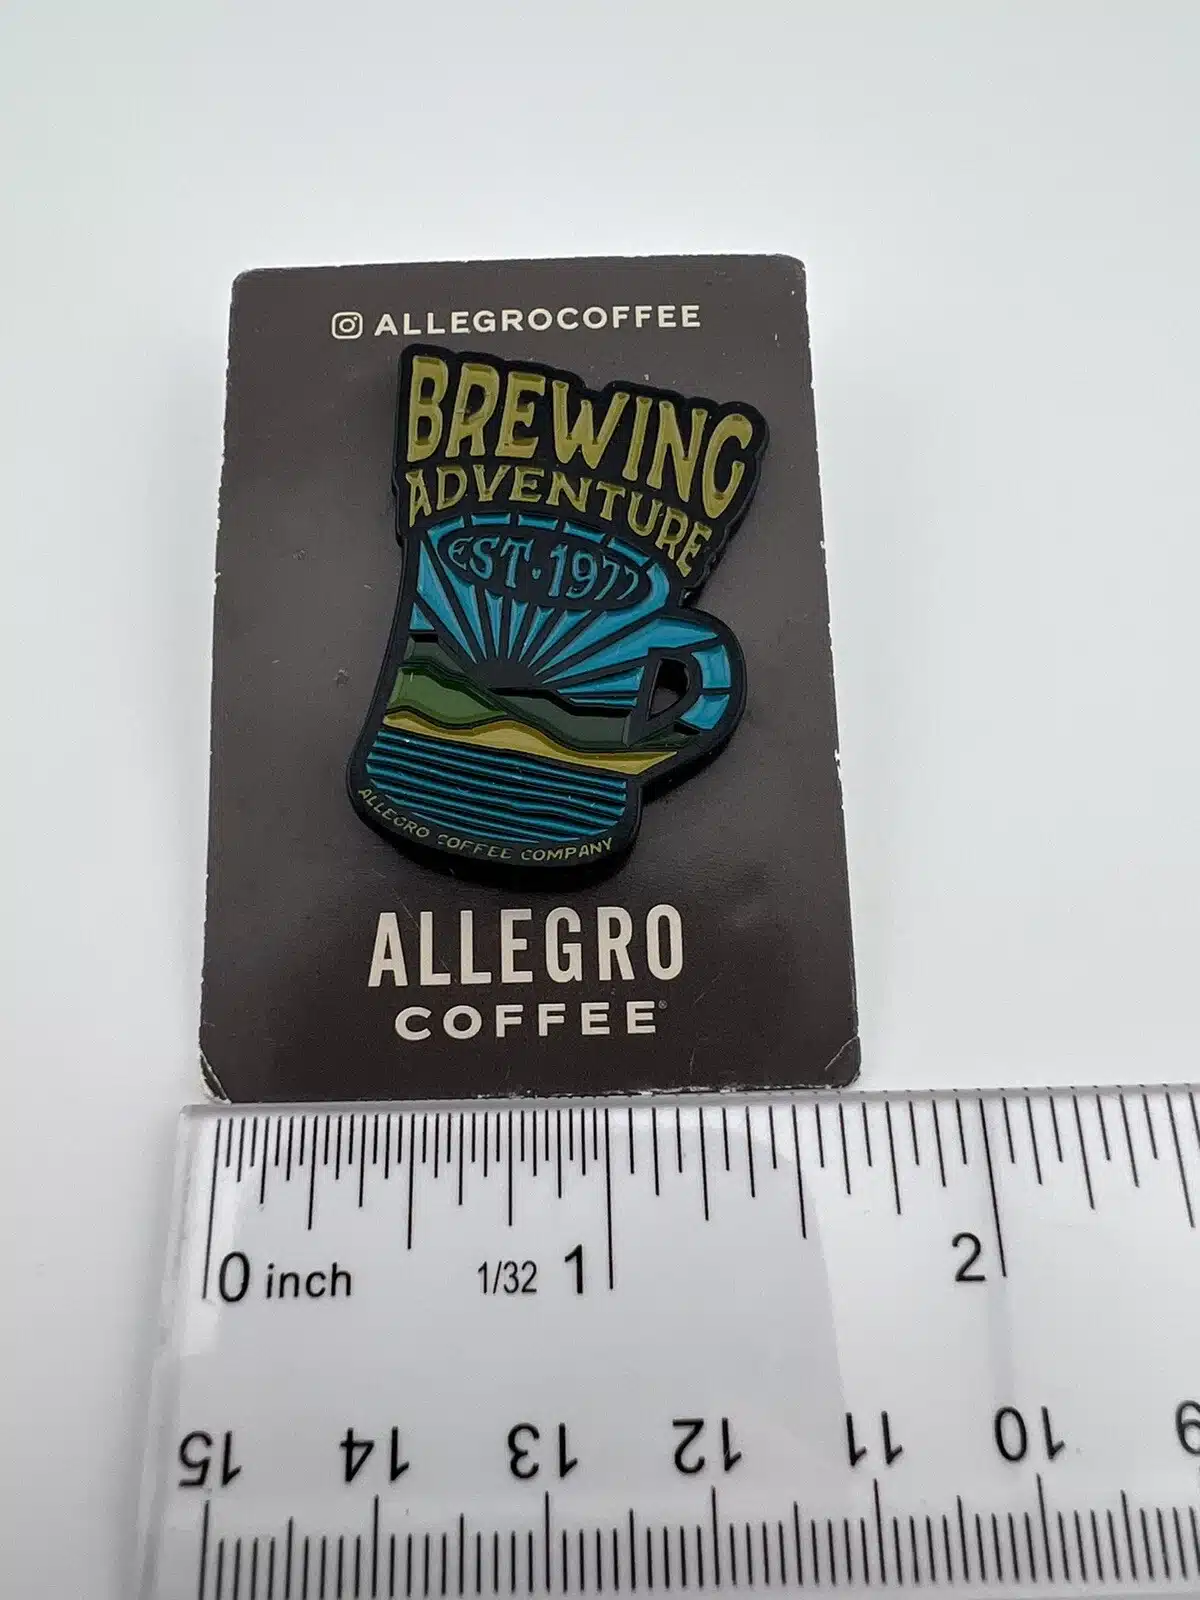 ALLEGROCOFFEE
BREWING
ADVENTURE
EST. 1977
ALLEGRO COFFEE COMPANY
ALLEGRO
COFFEE®
0 inch 1/32 1 2
15 14 13 12 11 10 9